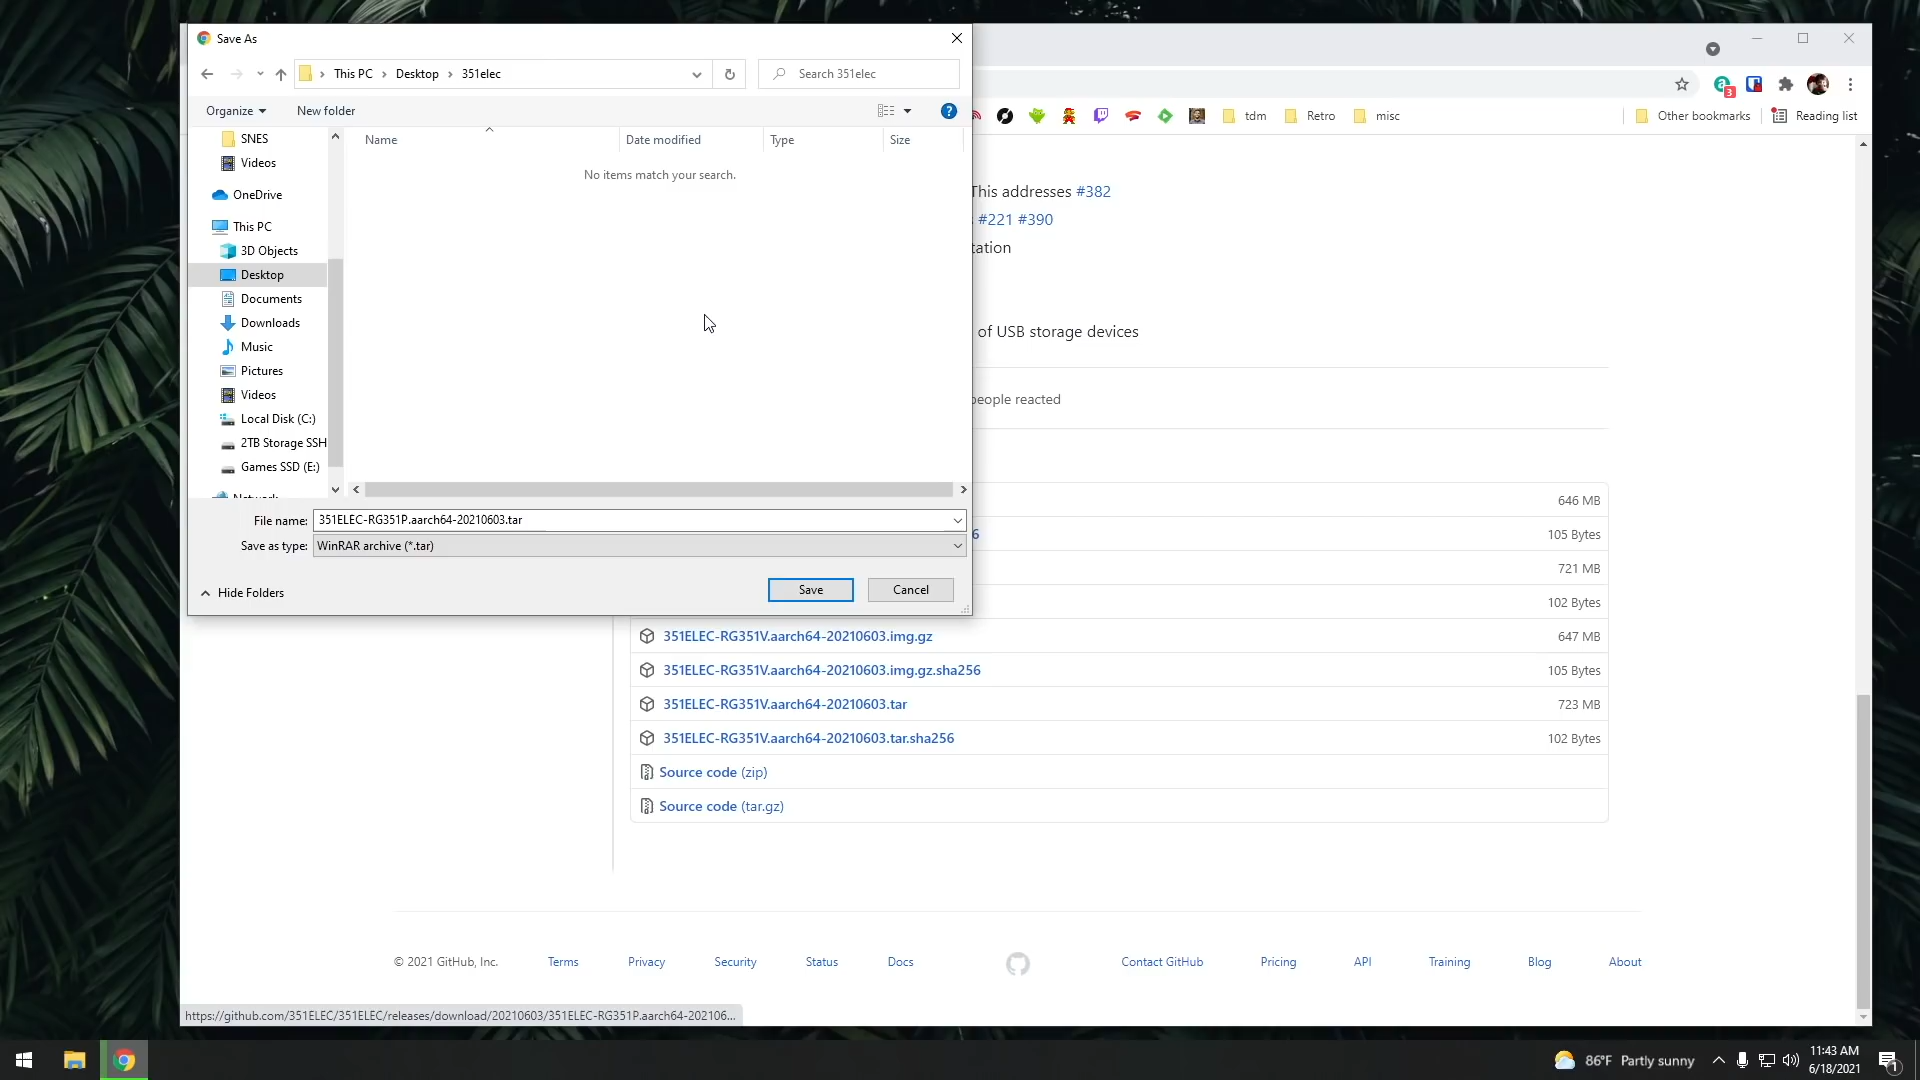 Save As
This PC > Desktop > 351elec
Search 351elec
Organize
New folder
Name
Date modified
Type
Size
No items match your search.
SNES
Videos
OneDrive
This PC
3D Objects
Desktop
Documents
Downloads
Music
Pictures
Videos
Local Disk (C:)
2TB Storage SSH
Games SSD (E:)
File name: 351ELEC-RG351P.aarch64-20210603.tar
Save as type: WinRAR archive (*.tar)
Hide Folders
Save
Cancel
3
tdm
Retro
misc
Other bookmarks
Reading list
This addresses #382
#221 #390
tation
of USB storage devices
people reacted
646 MB
6 105 Bytes
721 MB
102 Bytes
351ELEC-RG351V.aarch64-20210603.img.gz 647 MB
351ELEC-RG351V.aarch64-20210603.img.gz.sha256 105 Bytes
351ELEC-RG351V.aarch64-20210603.tar 723 MB
351ELEC-RG351V.aarch64-20210603.tar.sha256 102 Bytes
Source code (zip)
Source code (tar.gz)
© 2021 GitHub, Inc. Terms Privacy Security Status Docs Contact GitHub Pricing API Training Blog About
https://github.com/351ELEC/351ELEC/releases/download/20210603/351ELEC-RG351P.aarch64-202106...
86°F Partly sunny
11:43 AM
6/18/2021
1